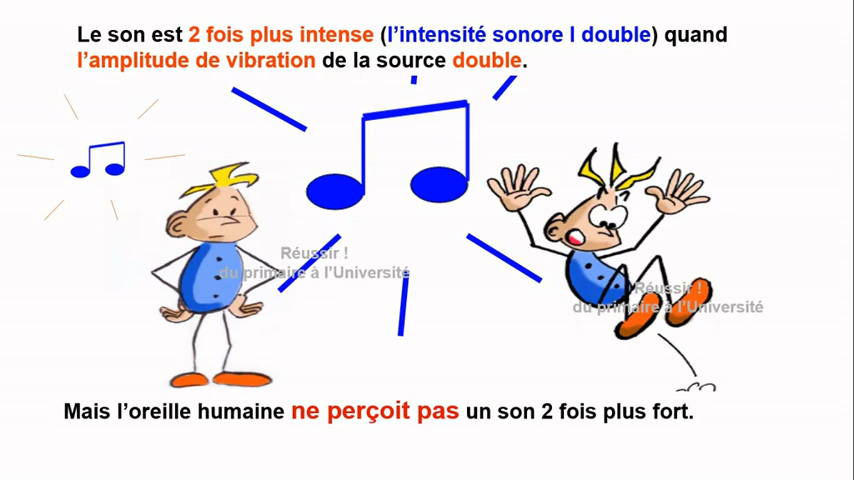 Le son est 2 fois plus intense (l'intensité sonore I double) quand
l'amplitude de vibration de la source double.
Réussir !
du primaire à l'Université
Réussir !
du primaire à l'Université
Mais l'oreille humaine ne perçoit pas un son 2 fois plus fort.